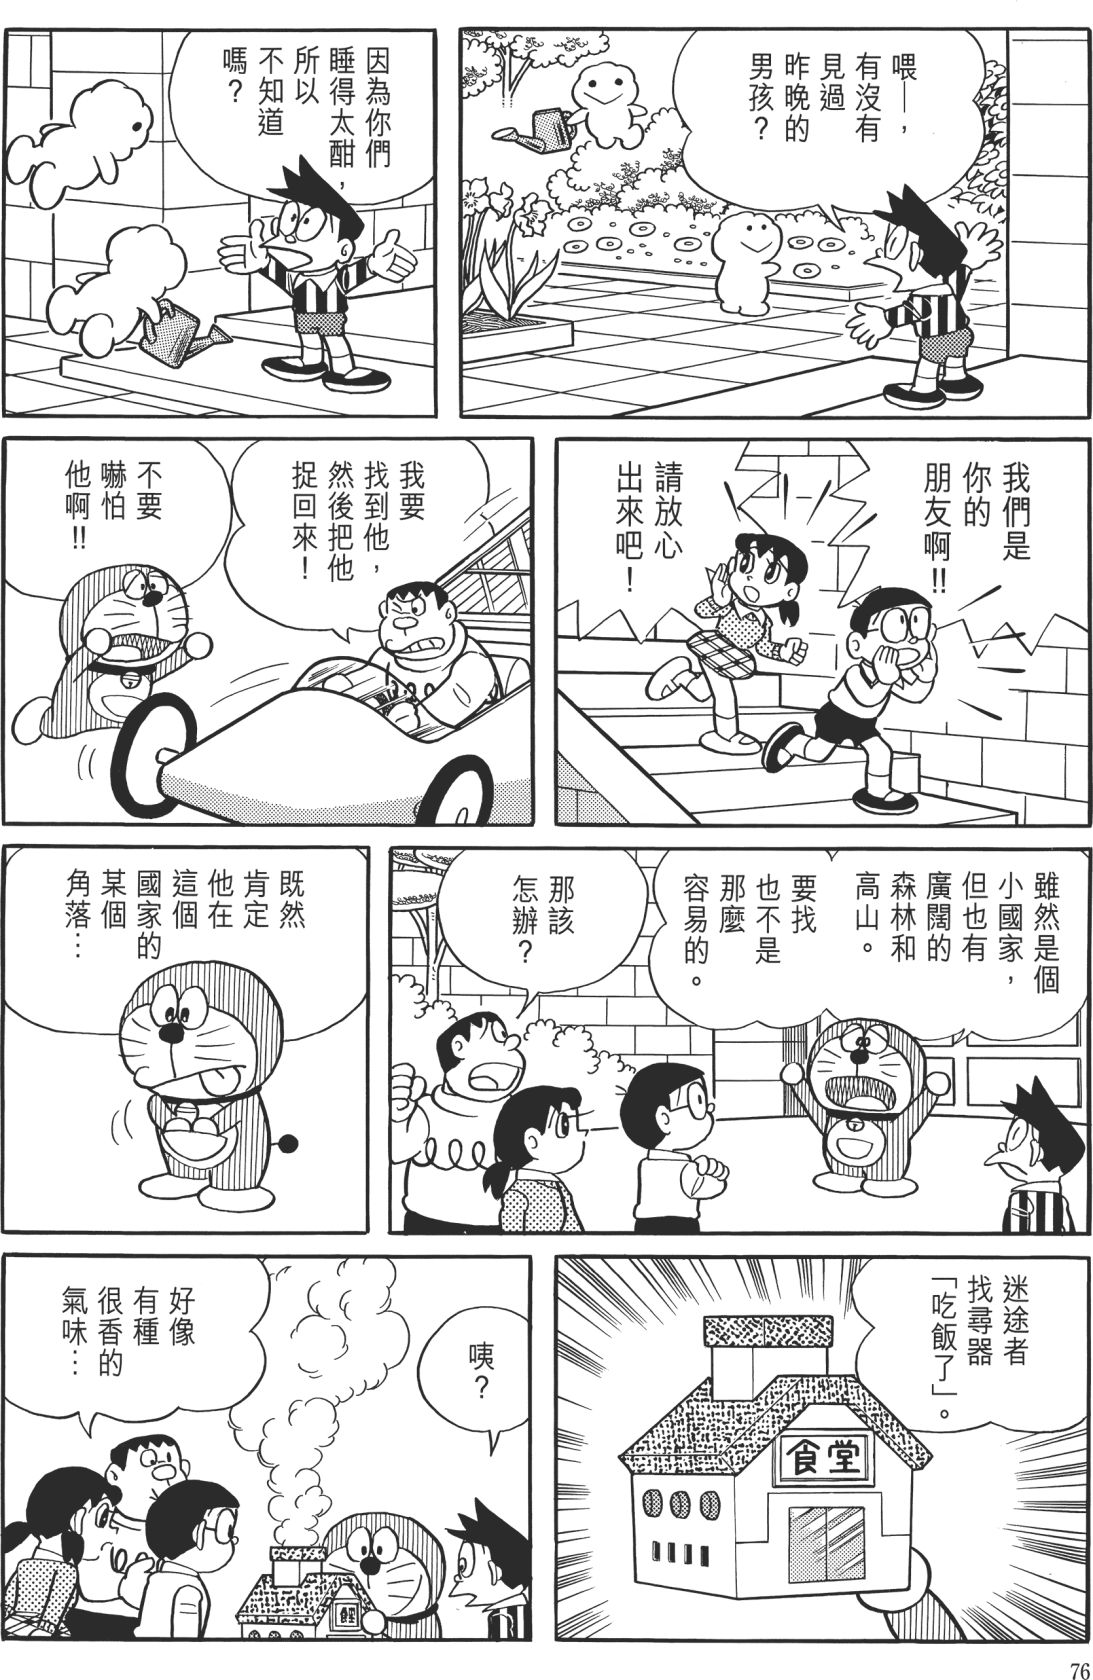 喂——，
有沒有
見過
昨晚的
男孩？
因為你們
睡得太酣，
所以
不知道
嗎？
我們是
你的
朋友啊!!
請放心
出來吧！
我要
找到他，
然後把他
捉回來！
不要
嚇怕
他啊!!
雖然是個
小國家，
但也有
廣闊的
森林和
高山。
要找
也不是
那麼
容易的。
那該
怎辦？
既然
肯定
他在
這個
國家的
某個
角落…
迷途者
找尋器
「吃飯了」。
食堂
咦？
好像
有種
很香的
氣味…
76